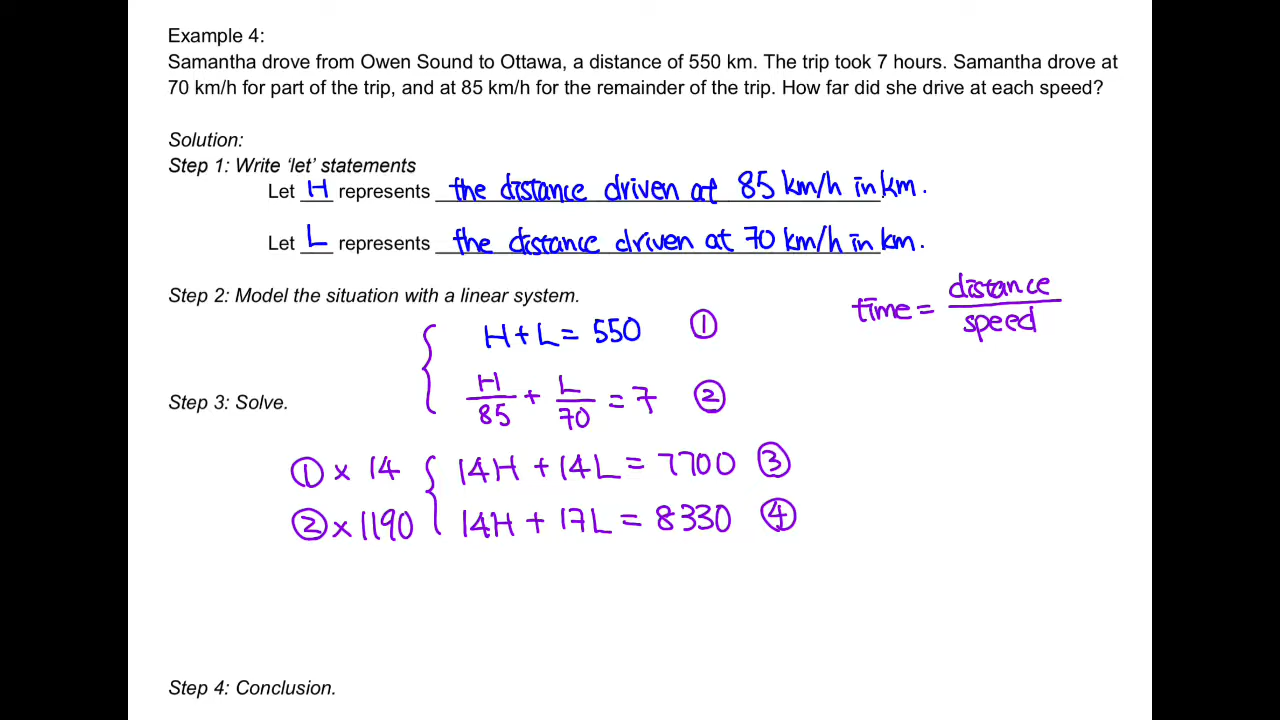 Example 4:
Samantha drove from Owen Sound to Ottawa, a distance of 550 km. The trip took 7 hours. Samantha drove at
70 km/h for part of the trip, and at 85 km/h for the remainder of the trip. How far did she drive at each speed?
Solution:
Step 1: Write ‘let’ statements
Let H represents the distance driven at 85 km/h in km.
Let L represents the distance driven at 70 km/h in km.
Step 2: Model the situation with a linear system.
time = distance / speed
H + L = 550 ①
H/85 + L/70 = 7 ②
Step 3: Solve.
① × 14 { 14H + 14L = 7700 ③
② × 1190 14H + 17L = 8330 ④
Step 4: Conclusion.